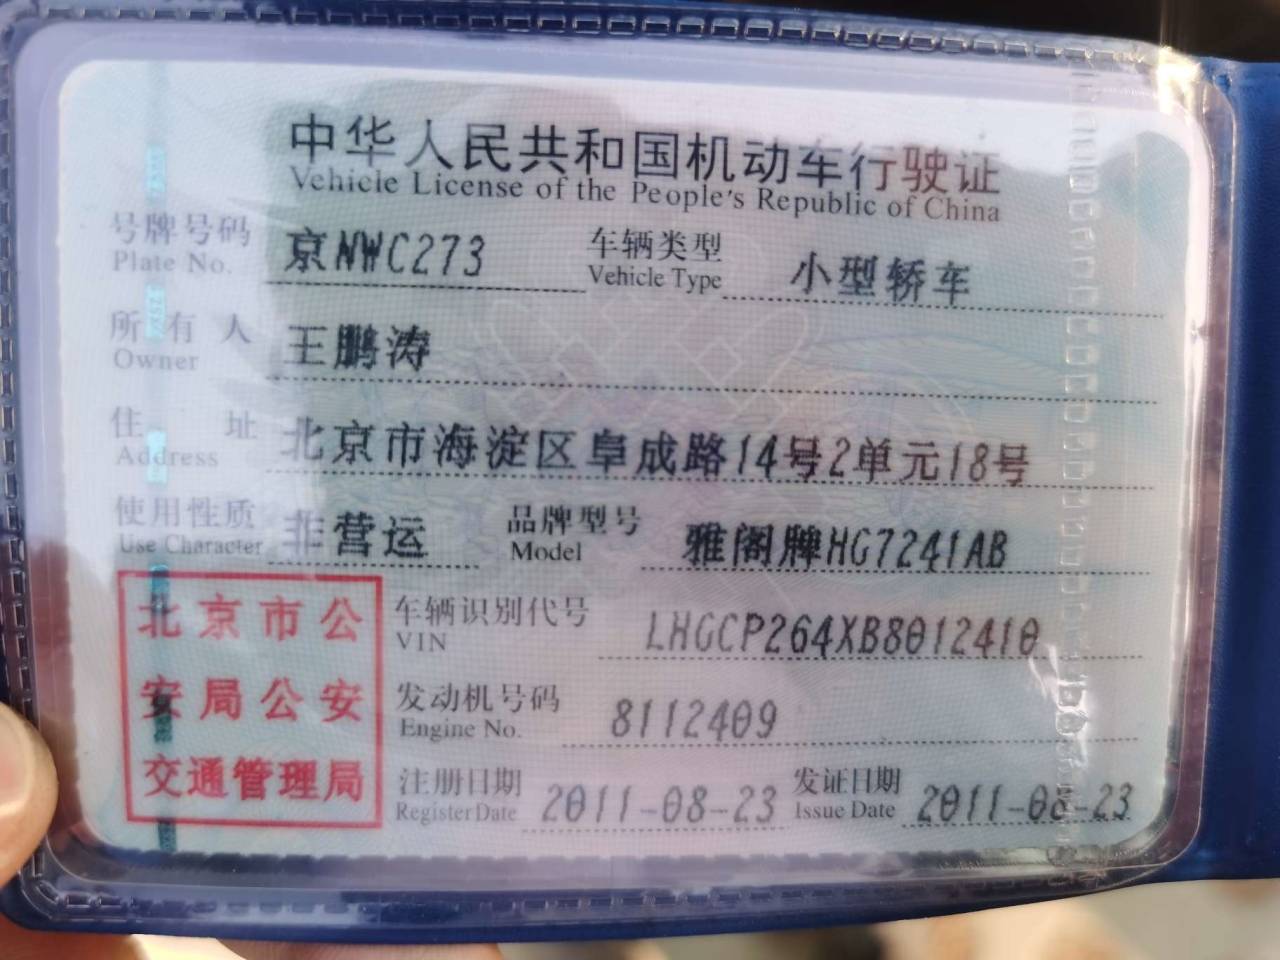 中华人民共和国机动车行驶证
Vehicle License of the People's Republic of China
号牌号码 京NWC273 车辆类型 小型轿车
Plate No. Vehicle Type
所有人 王鹏涛
Owner
住址 北京市海淀区阜成路14号2单元18号
Address
使用性质 非营运 品牌型号 雅阁牌HG7241AB
Use Character Model
北京市公
安局公安
交通管理局
车辆识别代号 LHGCP264XB8012410
VIN
发动机号码 8112409
Engine No.
注册日期 2011-08-23 发证日期 2011-08-23
Register Date Issue Date